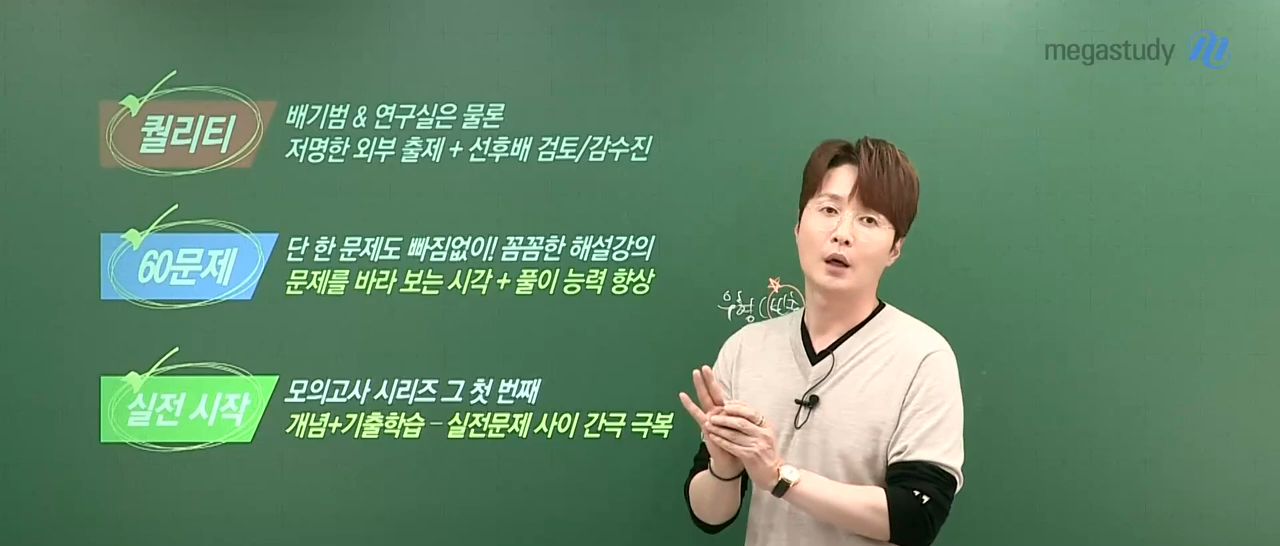 megastudy
퀄리티
배기범 & 연구실은 물론
저명한 외부 출제 + 선후배 검토/감수진
60문제
단 한 문제도 빠짐없이! 꼼꼼한 해설강의
문제를 바라 보는 시각 + 풀이 능력 향상
실전 시작
모의고사 시리즈 그 첫 번째
개념+기출학습 - 실전문제 사이 간극 극복
유형